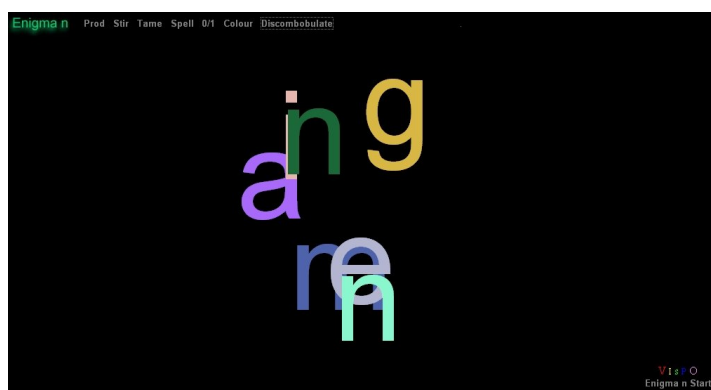 Enigma n Prod Stir Tame Spell 0/1 Colour Discombobulate
i n g
a
m e
n
VIsPO
Enigma n Start